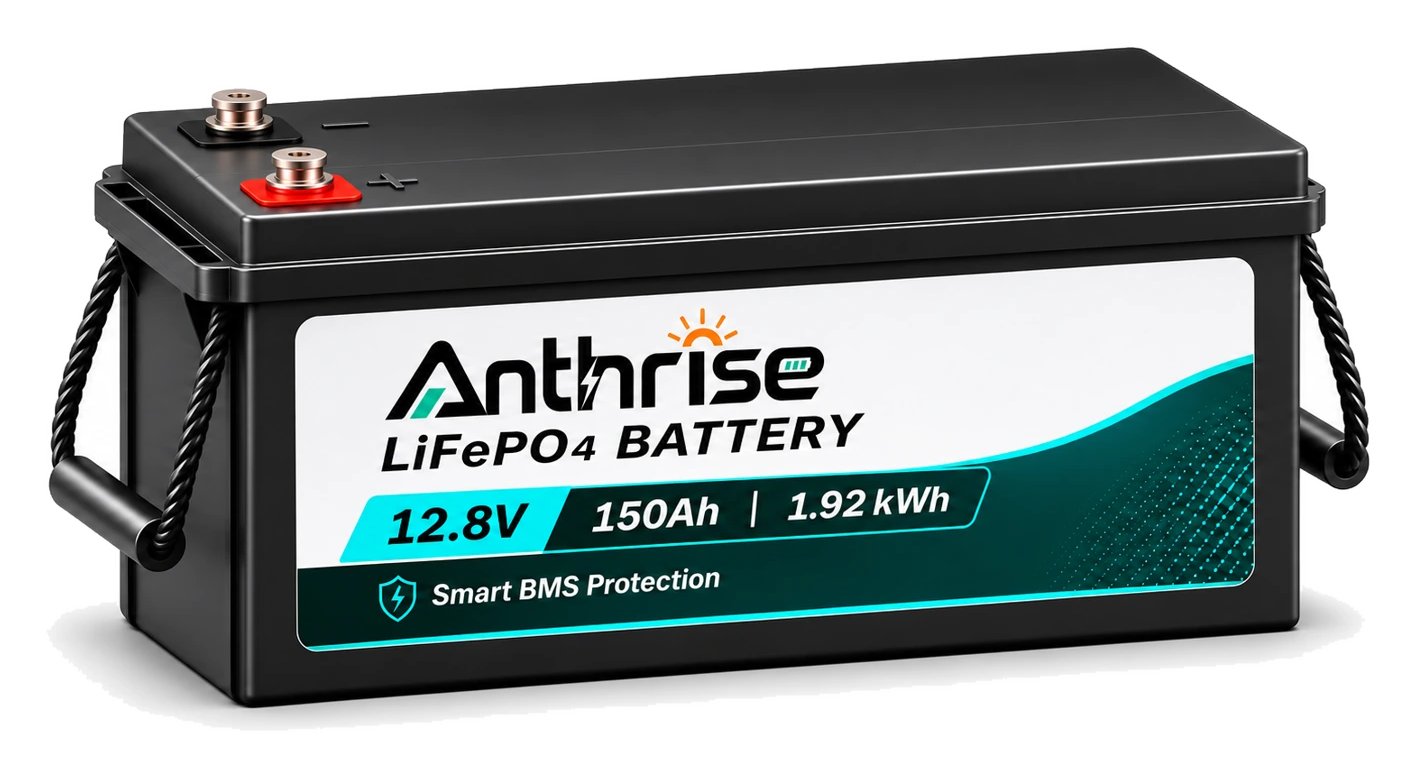 −
+
Anthrise
LiFePO4 BATTERY
12.8V 150Ah | 1.92 kWh
Smart BMS Protection